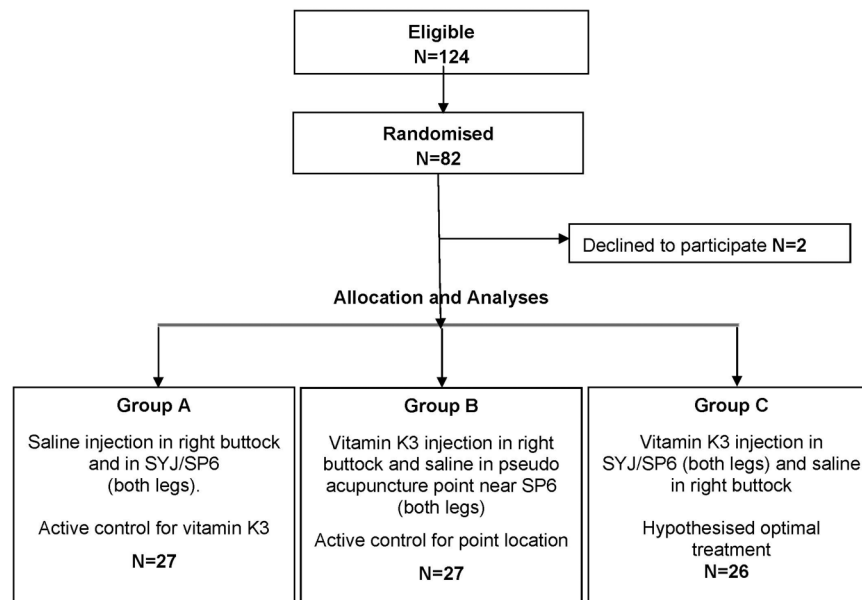 Eligible
N=124
Randomised
N=82
Declined to participate N=2
Allocation and Analyses
Group A
Saline injection in right buttock
and in SYJ/SP6
(both legs).
Active control for vitamin K3
N=27
Group B
Vitamin K3 injection in right
buttock and saline in pseudo
acupuncture point near SP6
(both legs)
Active control for point location
N=27
Group C
Vitamin K3 injection in
SYJ/SP6 (both legs) and saline
in right buttock
Hypothesised optimal
treatment
N=26